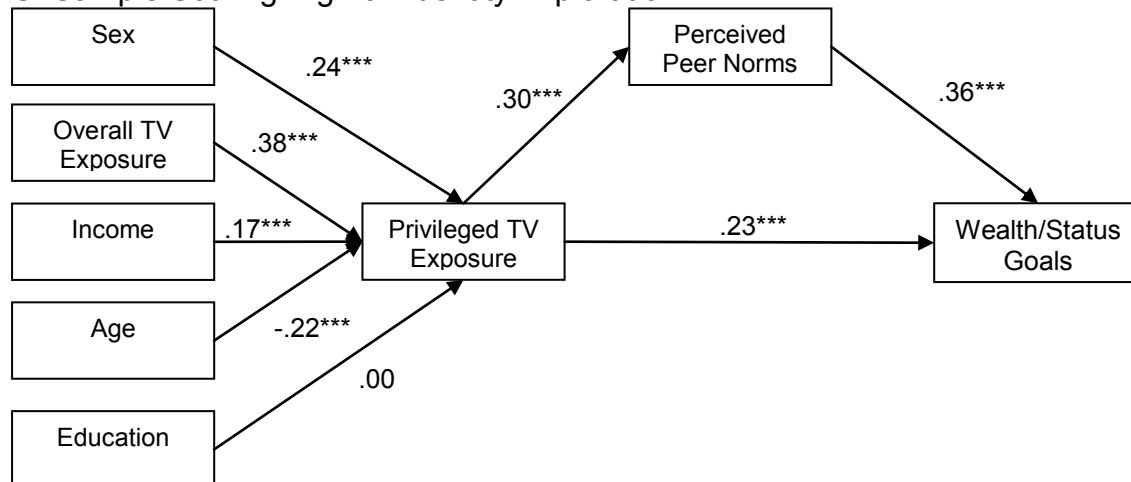 Sex
.24***
Overall TV
Exposure
.38***
Income
.17***
Age
-.22***
Education
.00
Privileged TV
Exposure
.30***
Perceived
Peer Norms
.36***
.23***
Wealth/Status
Goals